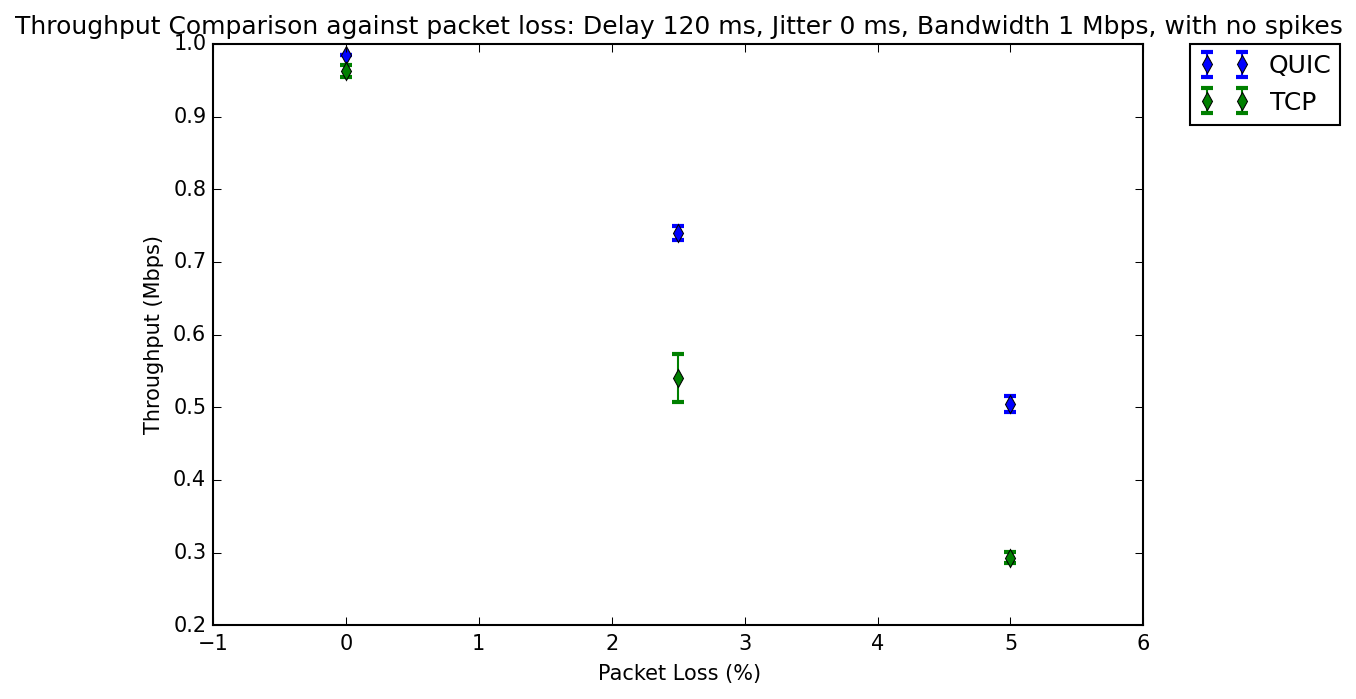 Throughput Comparison against packet loss: Delay 120 ms, Jitter 0 ms, Bandwidth 1 Mbps, with no spikes
QUIC
TCP
1.0
0.9
0.8
0.7
0.6
0.5
0.4
0.3
0.2
Throughput (Mbps)
−1 0 1 2 3 4 5 6
Packet Loss (%)